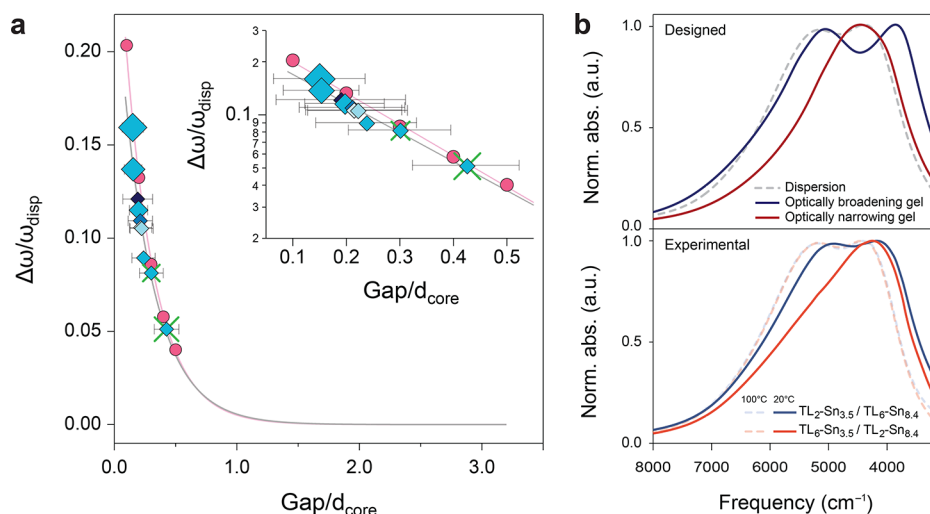 a
0.20
0.15
0.10
0.05
0.00
Δω/ωdisp
0.0
1.0
2.0
3.0
Gap/dcore
3
2
0.1
9
8
7
6
5
4
3
2
Δω/ωdisp
0.1
0.2
0.3
0.4
0.5
Gap/dcore
b
Designed
1.0
0.5
1.0
Norm. abs. (a.u.)
Dispersion
Optically broadening gel
Optically narrowing gel
Experimental
0.5
0.0
Norm. abs. (a.u.)
100°C 20°C
TL2-Sn3.5 / TL6-Sn8.4
TL6-Sn3.5 / TL2-Sn8.4
8000
7000
6000
5000
4000
Frequency (cm⁻¹)